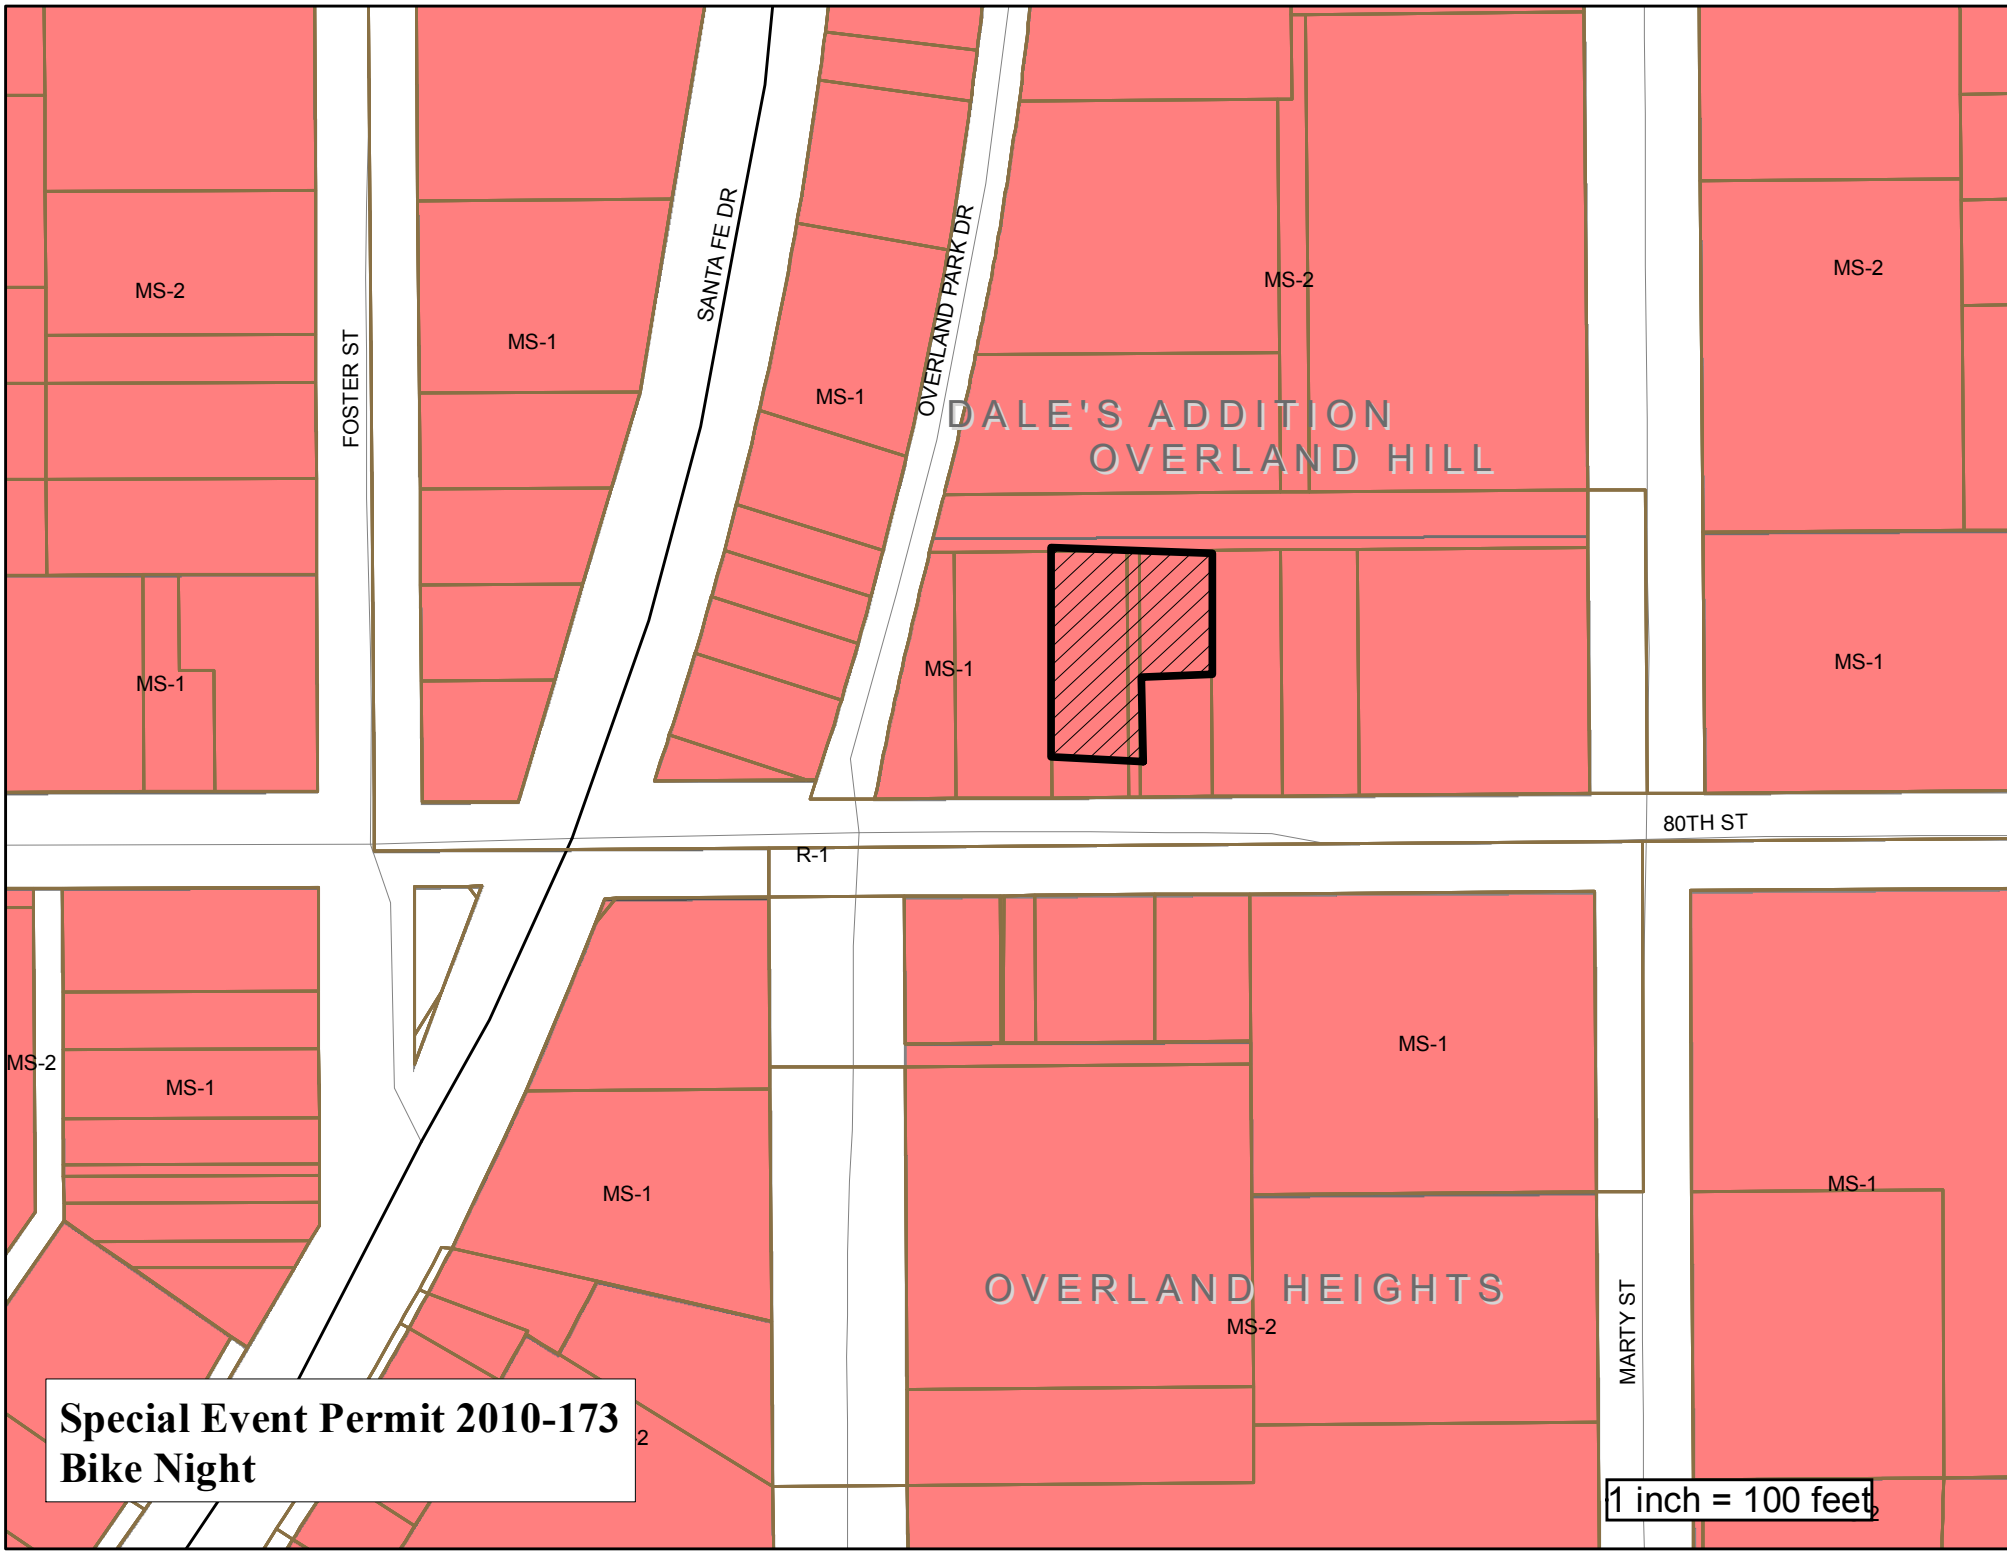 SANTA FE DR
OVERLAND PARK DR
MS-2
MS-2
MS-2
FOSTER ST
MS-1
MS-1
DALE'S ADDITION
OVERLAND HILL
MS-1
MS-1
MS-1
80TH ST
R-1
MS-2
MS-1
MS-1
MS-1
MS-1
OVERLAND HEIGHTS
MS-2
MARTY ST
Special Event Permit 2010-173
Bike Night
-2
1 inch = 100 feet
2